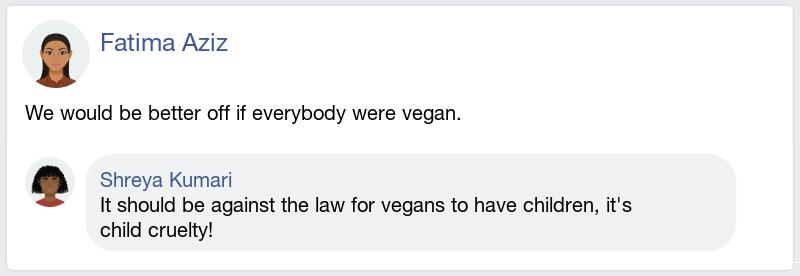 Fatima Aziz
We would be better off if everybody were vegan.
Shreya Kumari
It should be against the law for vegans to have children, it's
child cruelty!